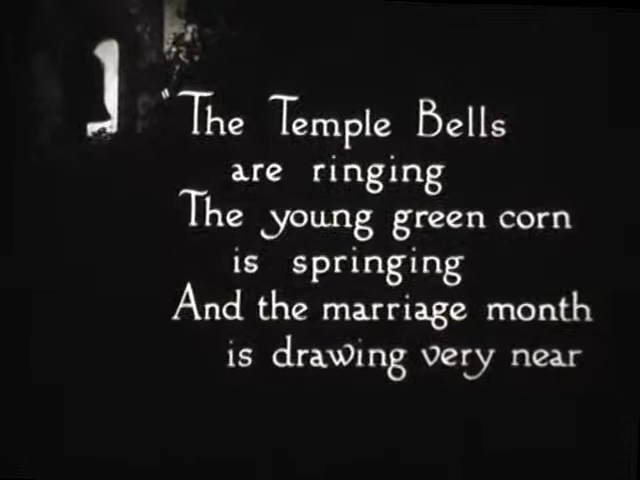 "The Temple Bells
are ringing
The young green corn
is springing
And the marriage month
is drawing very near